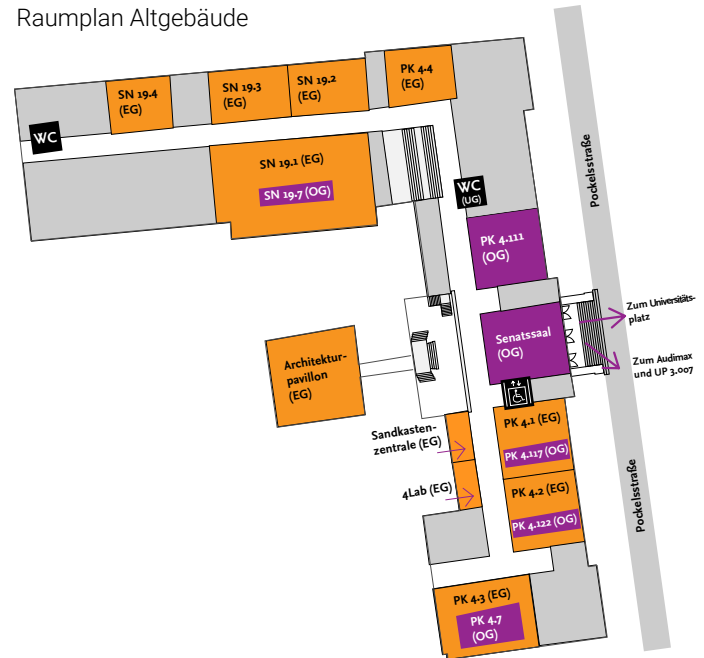 Raumplan Altgebäude
SN 19.4
(EG)
SN 19.3
(EG)
SN 19.2
(EG)
PK 4.4
(EG)
WC
SN 19.1 (EG)
SN 19.7 (OG)
WC
(UG)
Pockelsstraße
PK 4.111
(OG)
Zum Universitäts-
platz
Senatssaal
(OG)
Zum Audimax
und UP 3.007
Architektur-
pavillon
(EG)
Sandkasten-
zentrale (EG)
PK 4.1 (EG)
PK 4.117 (OG)
4Lab (EG)
PK 4.2 (EG)
PK 4.122 (OG)
Pockelsstraße
PK 4.3 (EG)
PK 4.7
(OG)